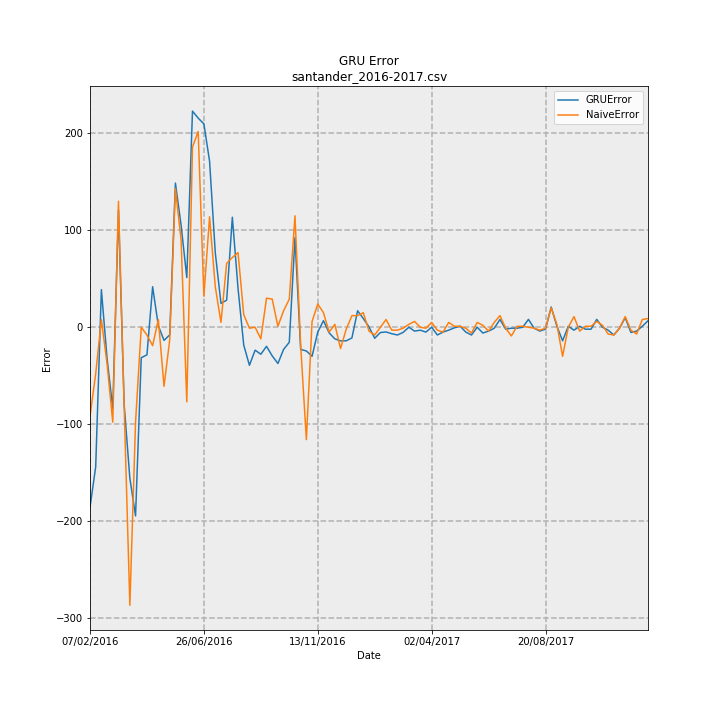 GRU Error
santander_2016-2017.csv
GRUError
NaiveError
200
100
0
−100
−200
−300
Error
07/02/2016
26/06/2016
13/11/2016
02/04/2017
20/08/2017
Date